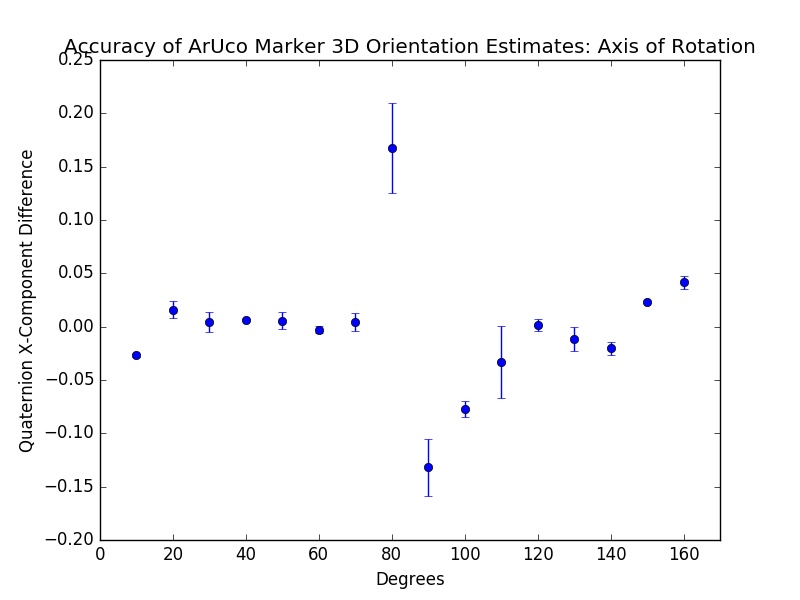 Accuracy of ArUco Marker 3D Orientation Estimates: Axis of Rotation
0.25
0.20
0.15
0.10
0.05
0.00
−0.05
−0.10
−0.15
−0.20
Quaternion X-Component Difference
0 20 40 60 80 100 120 140 160
Degrees